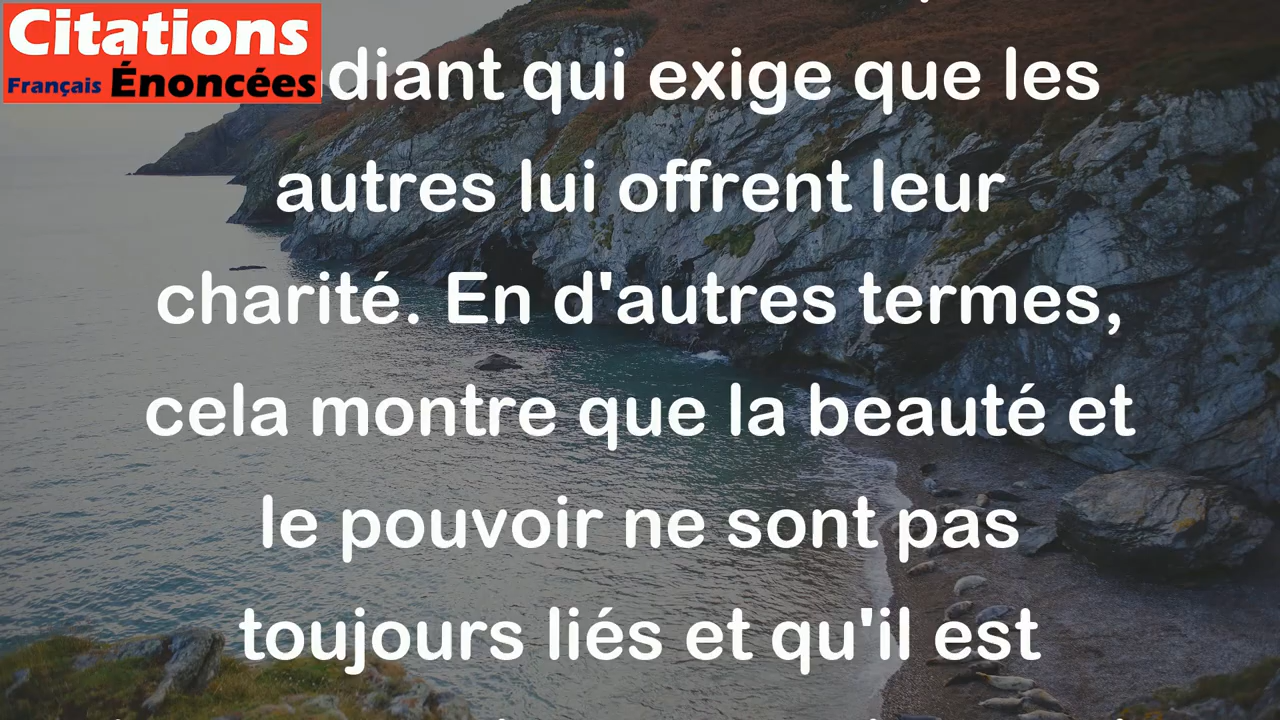 Citations
Français Énoncées
diant qui exige que les
autres lui offrent leur
charité. En d'autres termes,
cela montre que la beauté et
le pouvoir ne sont pas
toujours liés et qu'il est